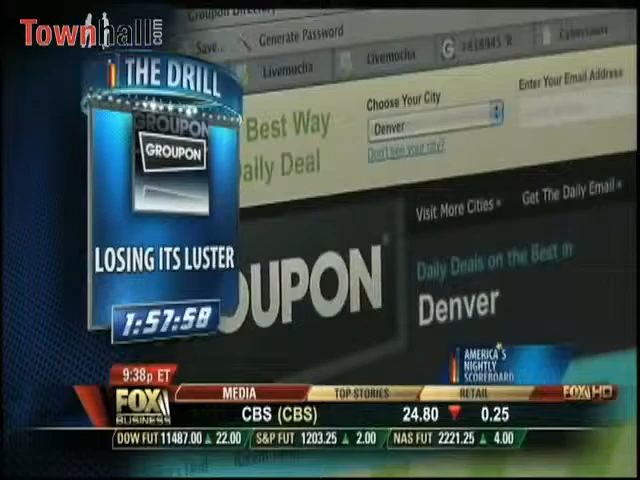 Townhall.com
Groupon Directory
Save...
Generate Password
Livemocha
Livemocha
THE DRILL
GROUPON
GROUPON
LOSING ITS LUSTER
1:57:58
Best Way
Daily Deal
Choose Your City
Denver
Don't see your city?
Enter Your Email Address
Visit More Cities »
Get The Daily Email »
OUPON
Daily Deals on the Best
Denver
AMERICA'S
NIGHTLY
SCOREBOARD
9:38p ET
MEDIA
TOP STORIES
RETAIL
FOX HD
FOX
BUSINESS
CBS (CBS) 24.80 ▼ 0.25
DOW FUT 11487.00 ▲ 22.00 S&P FUT 1203.25 ▲ 2.00 NAS FUT 2221.25 ▲ 4.00